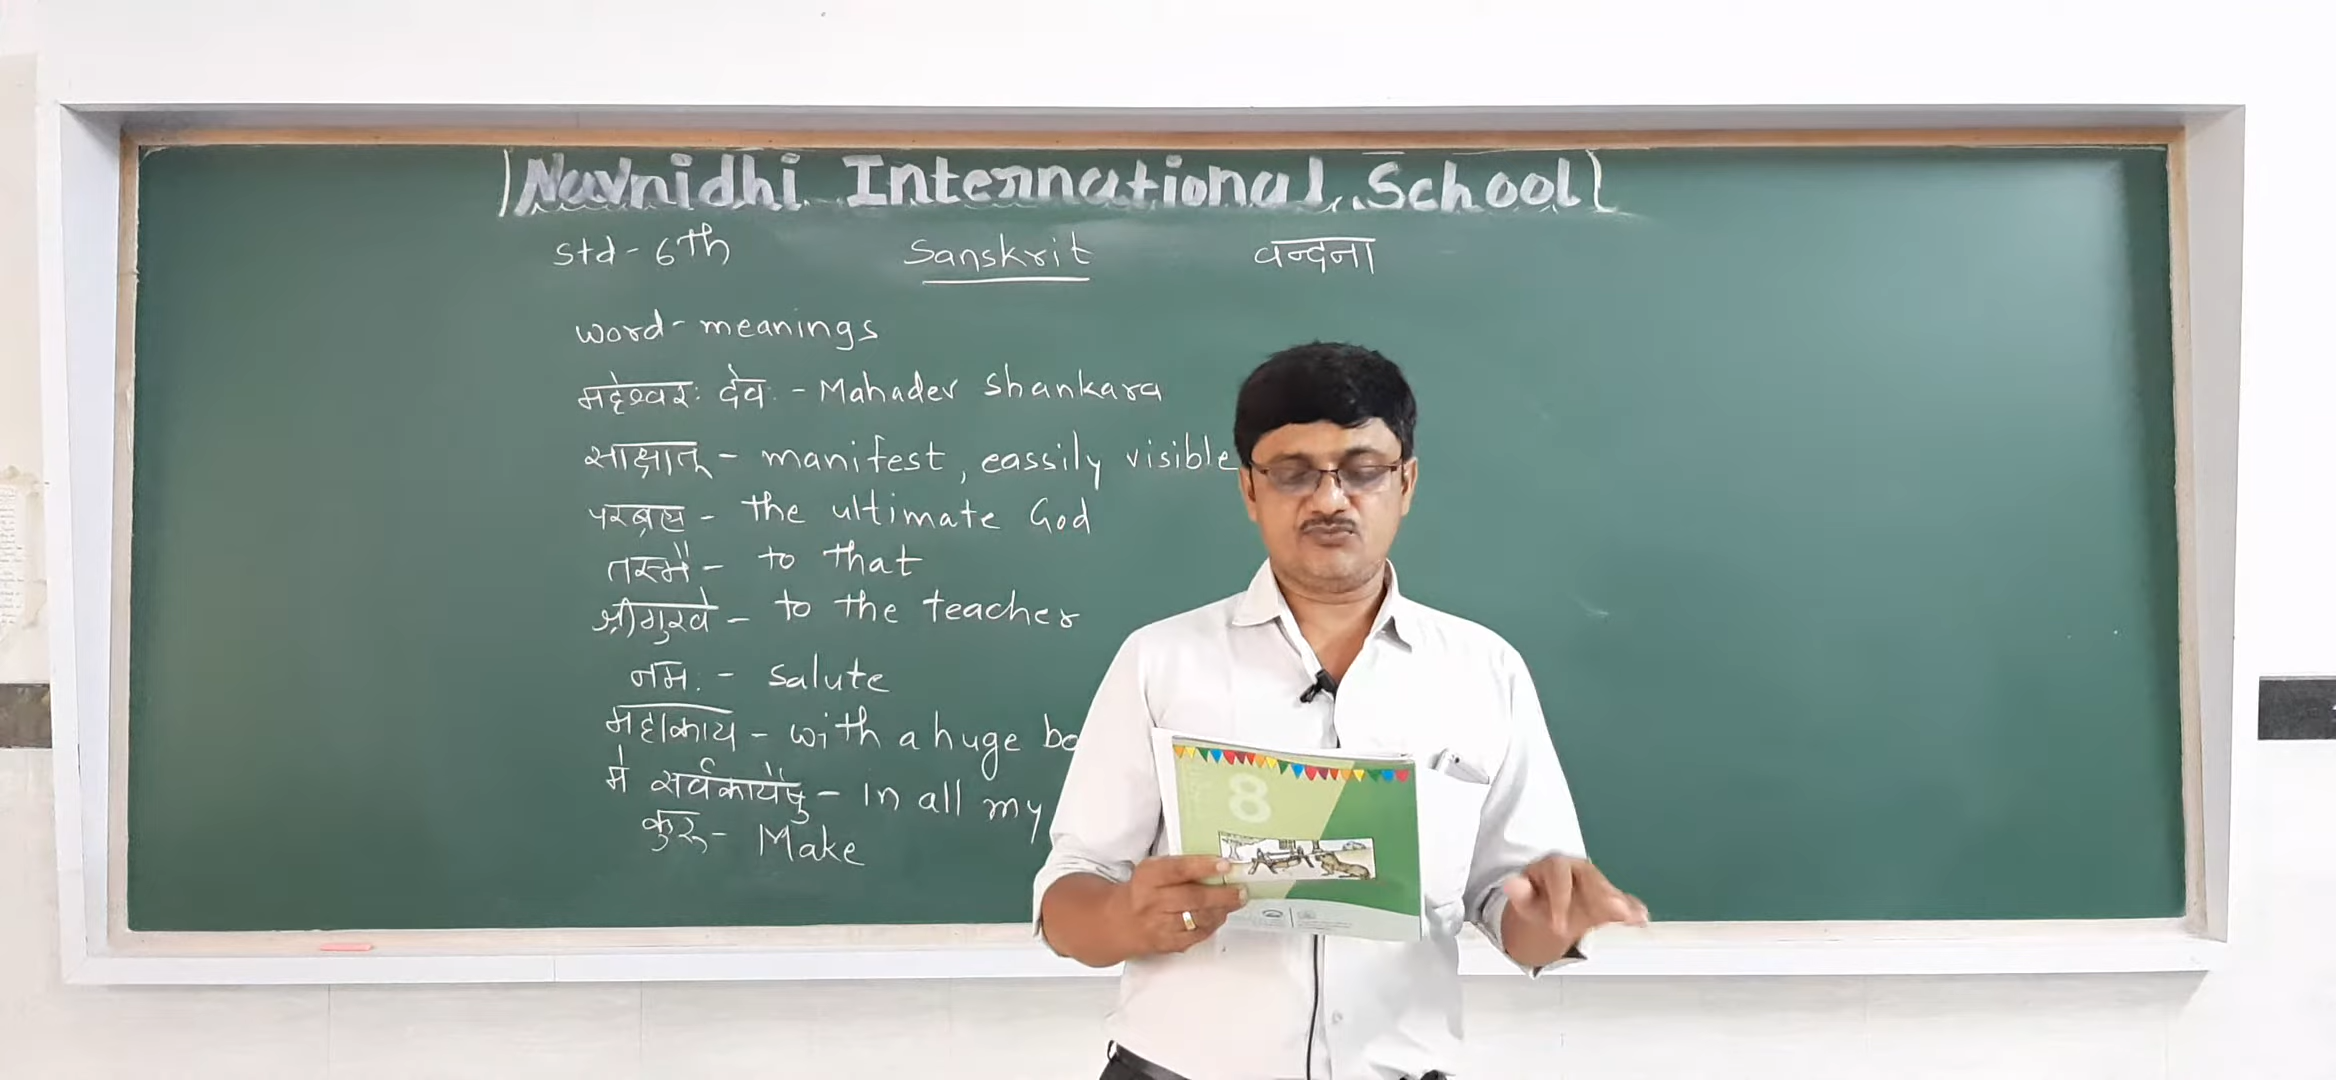 Navnidhi International School
std - 6th Sanskrit वन्दना
word - meanings
महेश्वरः देवः - Mahadev Shankara
साक्षात् - manifest, eassily visible
परब्रह्म - the ultimate God
तस्मै - to that
श्रीगुरवे - to the teacher
नमः - salute
महाकाय - with a huge bo
मे सर्वकार्येषु - in all my
कुरू - Make
8